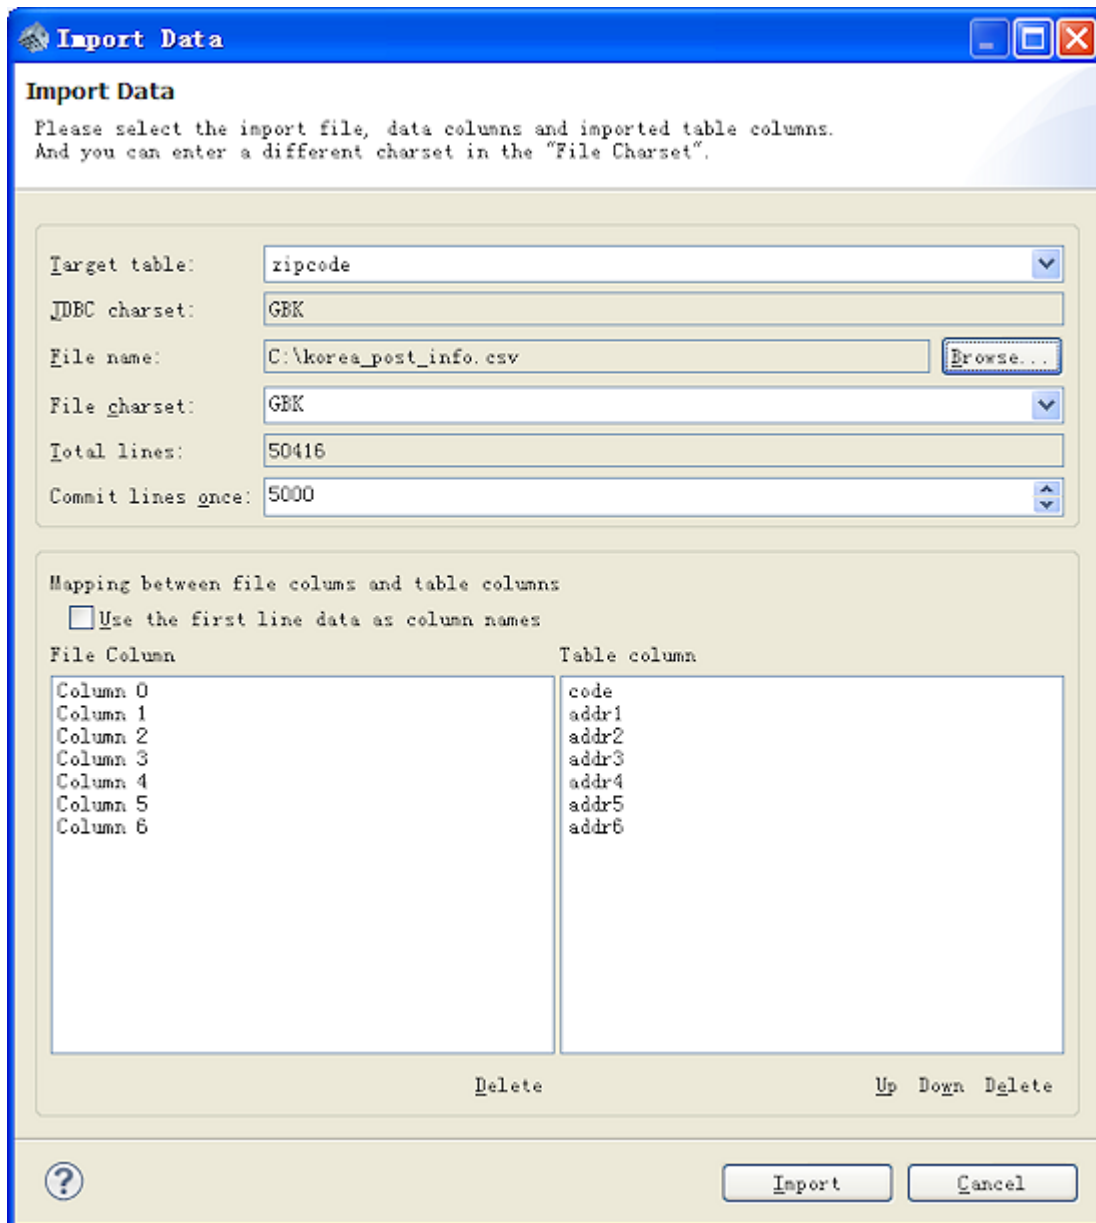 Import Data
Import Data
Please select the import file, data columns and imported table columns.
And you can enter a different charset in the "File Charset".
Target table: zipcode
JDBC charset: GBK
File name: C:\korea_post_info.csv Browse...
File charset: GBK
Total lines: 50416
Commit lines once: 5000
Mapping between file colums and table columns
Use the first line data as column names
File Column Table column
Column 0 code
Column 1 addr1
Column 2 addr2
Column 3 addr3
Column 4 addr4
Column 5 addr5
Column 6 addr6
Delete Up Down Delete
? Import Cancel